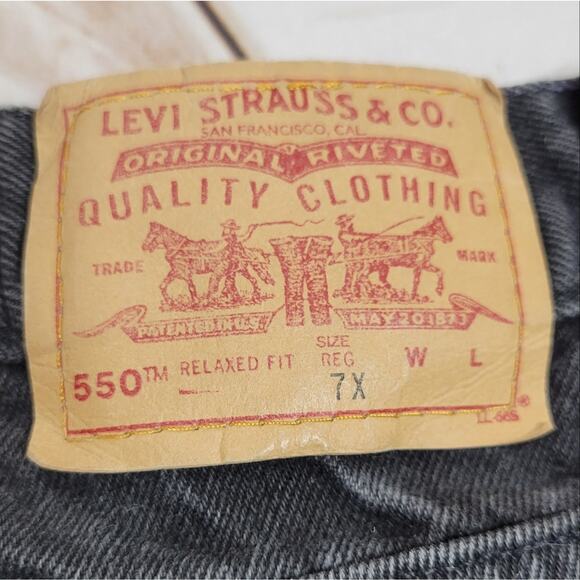 LEVI STRAUSS & CO.
SAN FRANCISCO, CAL.
ORIGINAL RIVETED
QUALITY CLOTHING
TRADE MARK
PATENTED IN U.S. MAY 20 1873
SIZE
550™ RELAXED FIT REG W L
7X
®